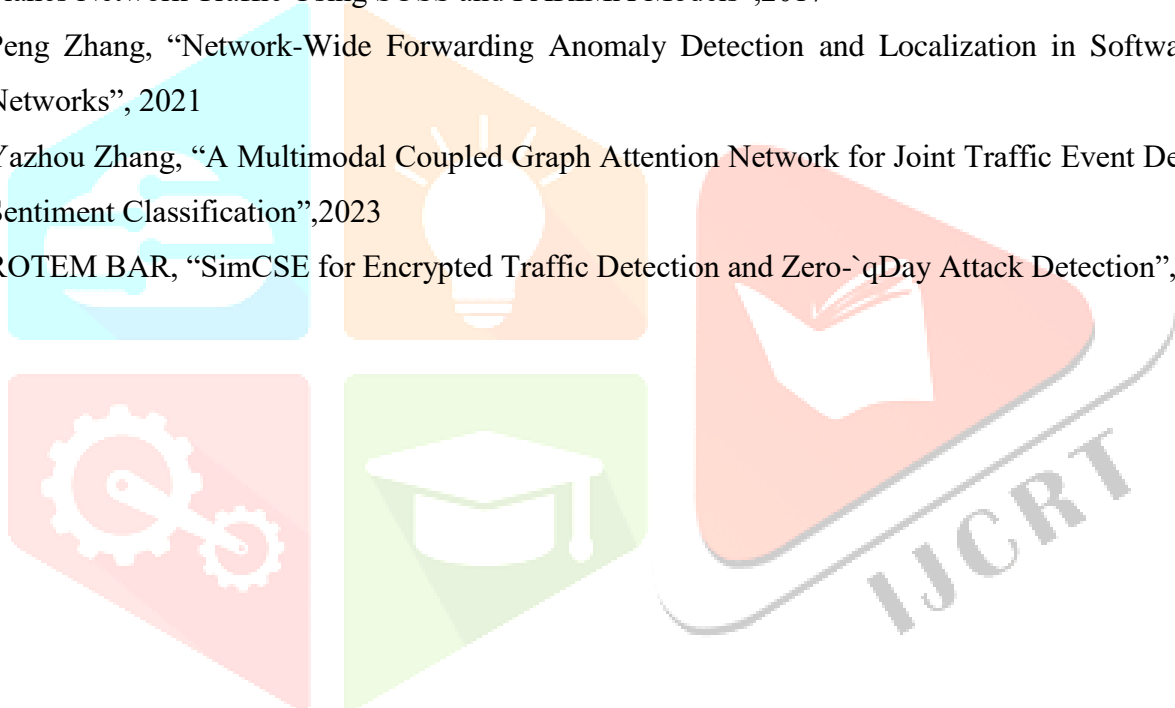 Peng Zhang, “Network-Wide Forwarding Anomaly Detection and Localization in
Networks”, 2021
Yazhou Zhang, “A Multimodal Coupled Graph Attention Network for Joint Traffic Event
Sentiment Classification”,2023
ROTEM BAR, “SimCSE for Encrypted Traffic Detection and Zero-`qDay Attack Detection”,
IJCRT